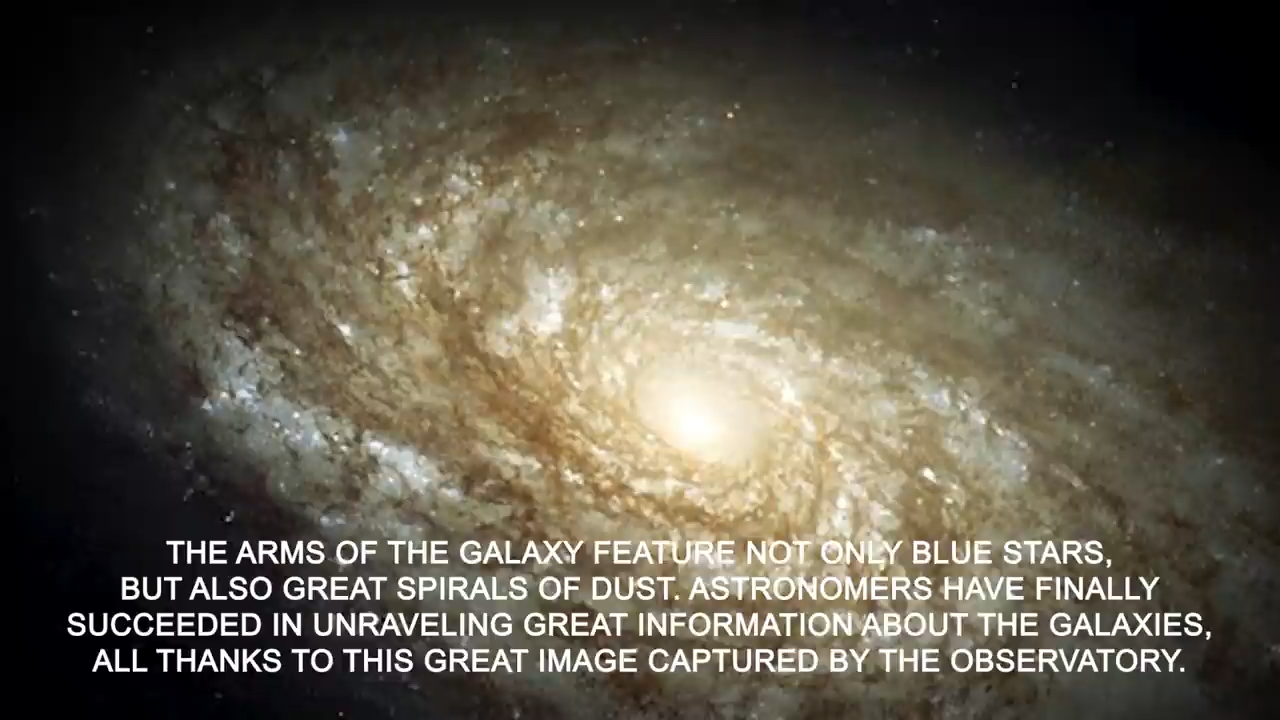 THE ARMS OF THE GALAXY FEATURE NOT ONLY BLUE STARS,
BUT ALSO GREAT SPIRALS OF DUST. ASTRONOMERS HAVE FINALLY
SUCCEEDED IN UNRAVELING GREAT INFORMATION ABOUT THE GALAXIES,
ALL THANKS TO THIS GREAT IMAGE CAPTURED BY THE OBSERVATORY.